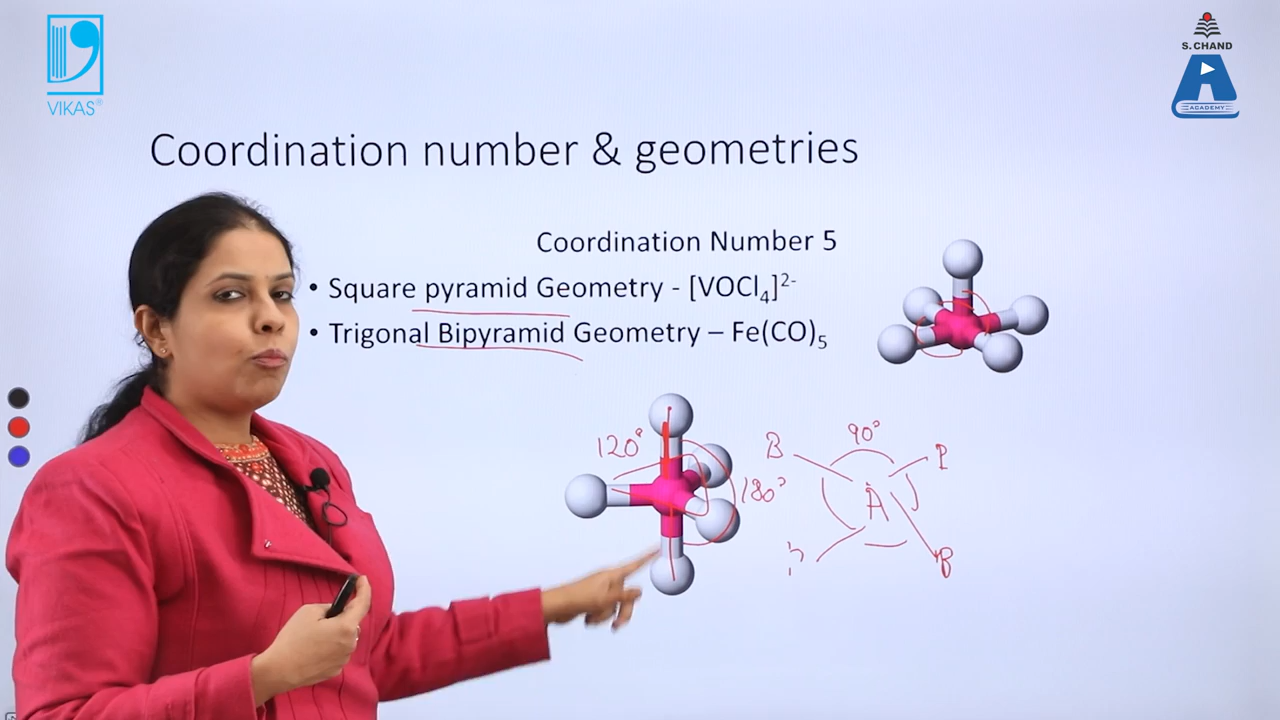 VIKAS®
S. CHAND
ACADEMY
Coordination number & geometries
Coordination Number 5
• Square pyramid Geometry - [VOCl₄]²⁻
• Trigonal Bipyramid Geometry – Fe(CO)₅
120°
180°
B
90°
A
B